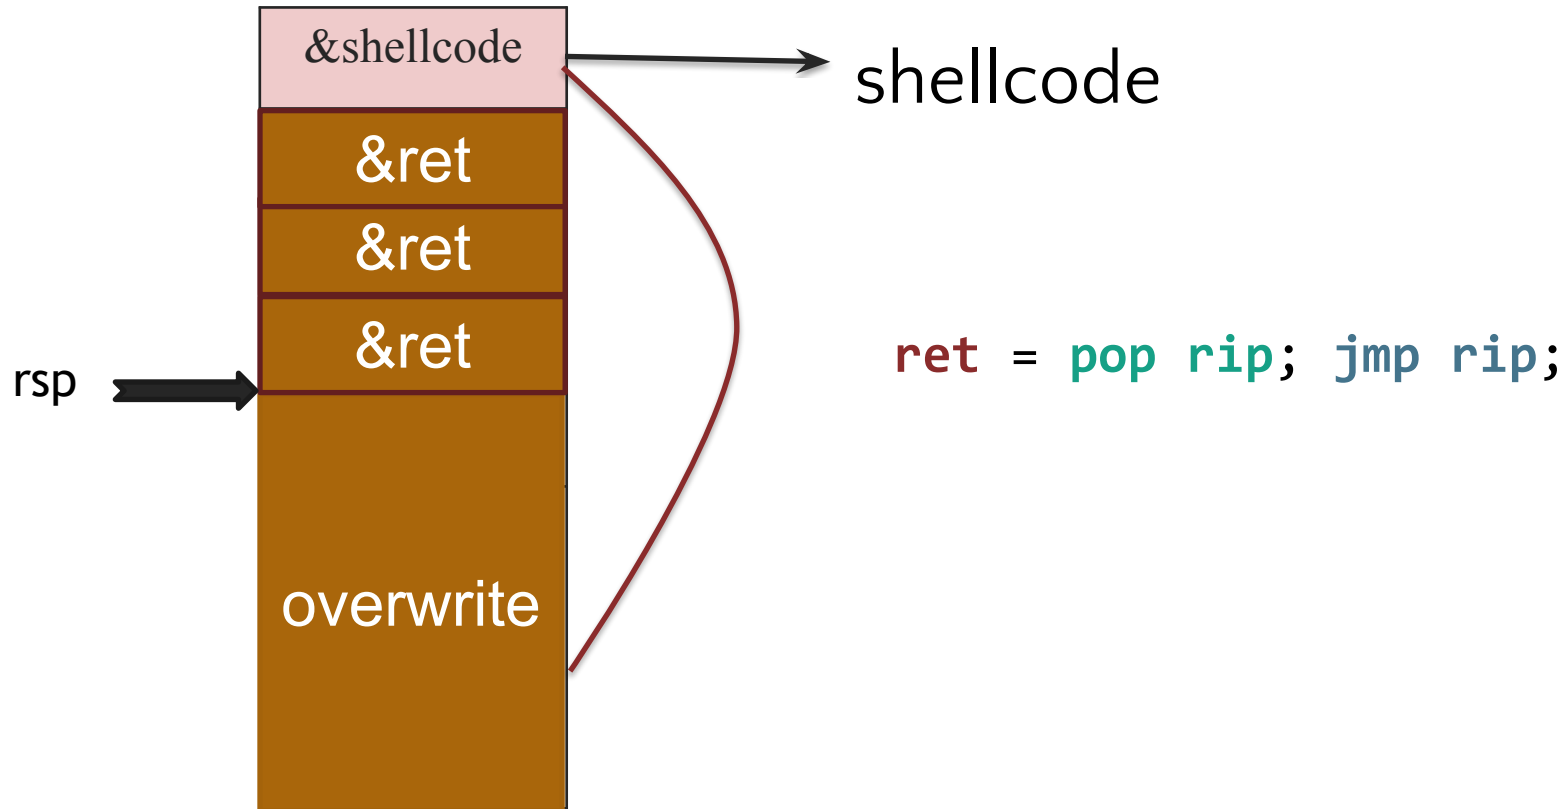 &shellcode
shellcode
&ret
&ret
&ret
ret = pop rip; jmp rip;
rsp
overwrite